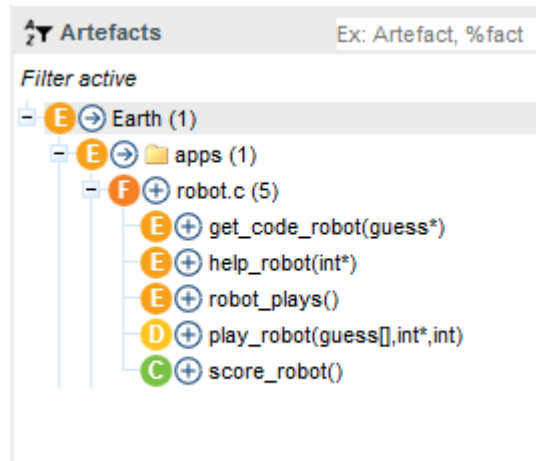 Artefacts Ex: Artefact, %fact
Filter active
E Earth (1)
E apps (1)
F robot.c (5)
E get_code_robot(guess*)
E help_robot(int*)
E robot_plays()
D play_robot(guess[],int*,int)
C score_robot()